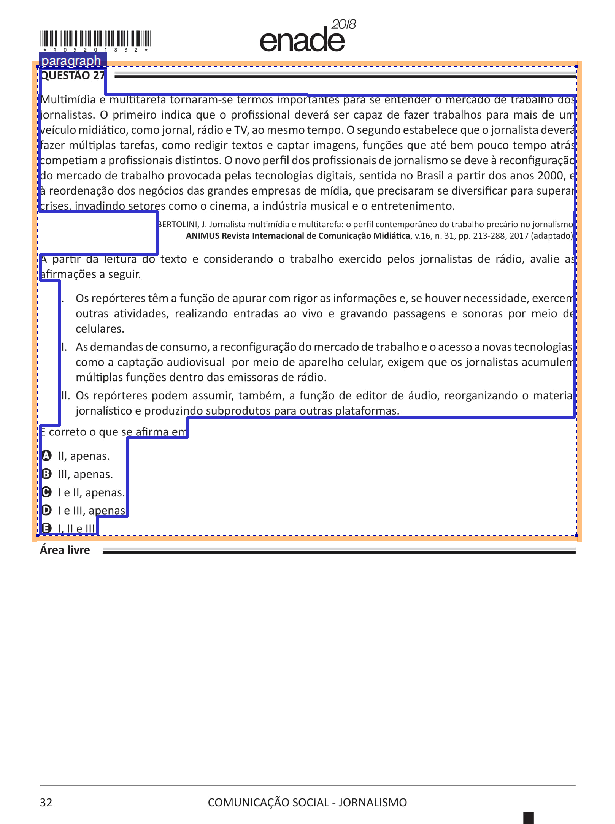 *4052018 32*
enade 2018
paragraph
QUESTÃO 27
Multimídia e multitarefa tornaram-se termos importantes para se entender o mercado de trabalho dos
jornalistas. O primeiro indica que o profissional deverá ser capaz de fazer trabalhos para mais de um
veículo midiático, como jornal, rádio e TV, ao mesmo tempo. O segundo estabelece que o jornalista deverá
fazer múltiplas tarefas, como redigir textos e captar imagens, funções que até bem pouco tempo atrás
competiam a profissionais distintos. O novo perfil dos profissionais de jornalismo se deve à reconfiguração
do mercado de trabalho provocada pelas tecnologias digitais, sentida no Brasil a partir dos anos 2000, e
à reordenação dos negócios das grandes empresas de mídia, que precisaram se diversificar para superar
crises, invadindo setores como o cinema, a indústria musical e o entretenimento.
BERTOLINI, J. Jornalista multimídia e multitarefa: o perfil contemporâneo do trabalho precário no jornalismo.
ANIMUS Revista Internacional de Comunicação Midiática, v.16, n. 31, pp. 213-288, 2017 (adaptado).
A partir da leitura do texto e considerando o trabalho exercido pelos jornalistas de rádio, avalie as
afirmações a seguir.
I. Os repórteres têm a função de apurar com rigor as informações e, se houver necessidade, exercem
outras atividades, realizando entradas ao vivo e gravando passagens e sonoras por meio de
celulares.
II. As demandas de consumo, a reconfiguração do mercado de trabalho e o acesso a novas tecnologias,
como a captação audiovisual por meio de aparelho celular, exigem que os jornalistas acumulem
múltiplas funções dentro das emissoras de rádio.
III. Os repórteres podem assumir, também, a função de editor de áudio, reorganizando o material
jornalístico e produzindo subprodutos para outras plataformas.
É correto o que se afirma em
A II, apenas.
B III, apenas.
C I e II, apenas.
D I e III, apenas.
E I, II e III.
Área livre
32 COMUNICAÇÃO SOCIAL - JORNALISMO